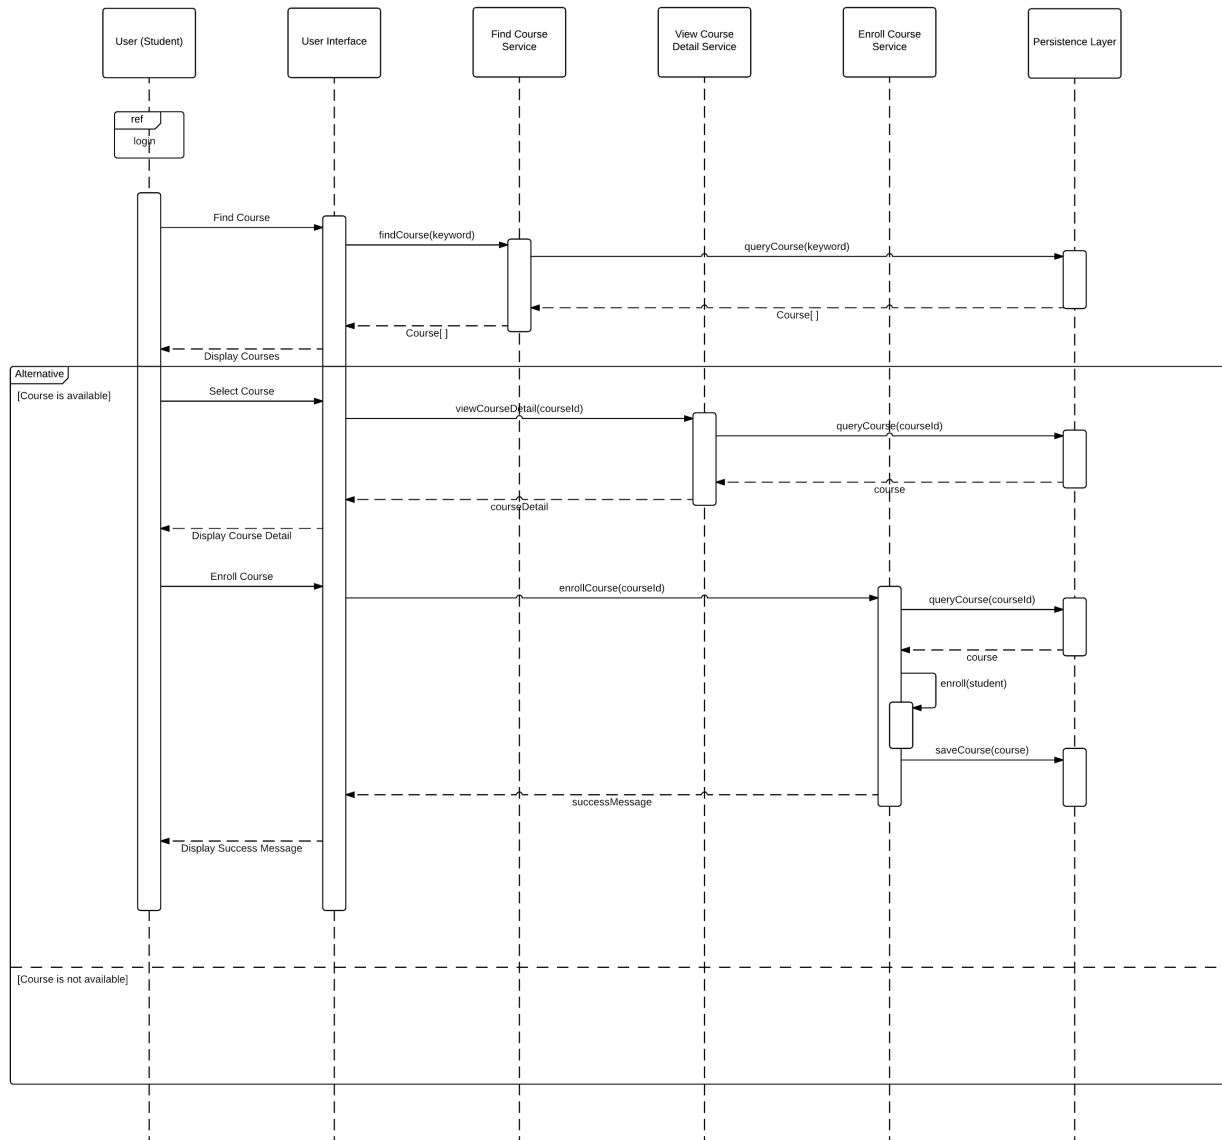 User (Student)
User Interface
Find Course
Service
View Course
Detail Service
Enroll Course
Service
Persistence Layer
ref
login
Find Course
findCourse(keyword)
queryCourse(keyword)
Course[ ]
Course[ ]
Display Courses
Alternative
[Course is available]
Select Course
viewCourseDetail(courseId)
queryCourse(courseId)
course
courseDetail
Display Course Detail
Enroll Course
enrollCourse(courseId)
queryCourse(courseId)
course
enroll(student)
saveCourse(course)
successMessage
Display Success Message
[Course is not available]